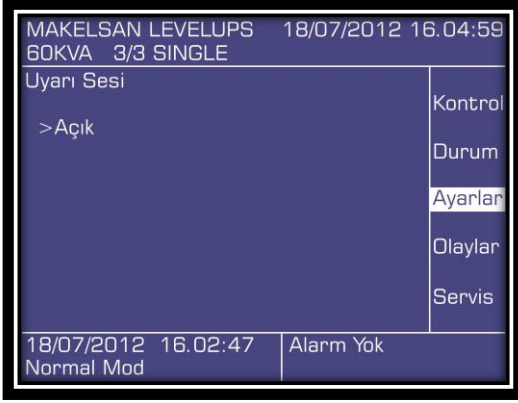 MAKELSAN LEVELUPS 18/07/2012 16.04:59
60KVA 3/3 SINGLE
Uyarı Sesi
>Açık
Kontrol
Durum
Ayarlar
Olaylar
Servis
18/07/2012 16.02:47
Normal Mod
Alarm Yok